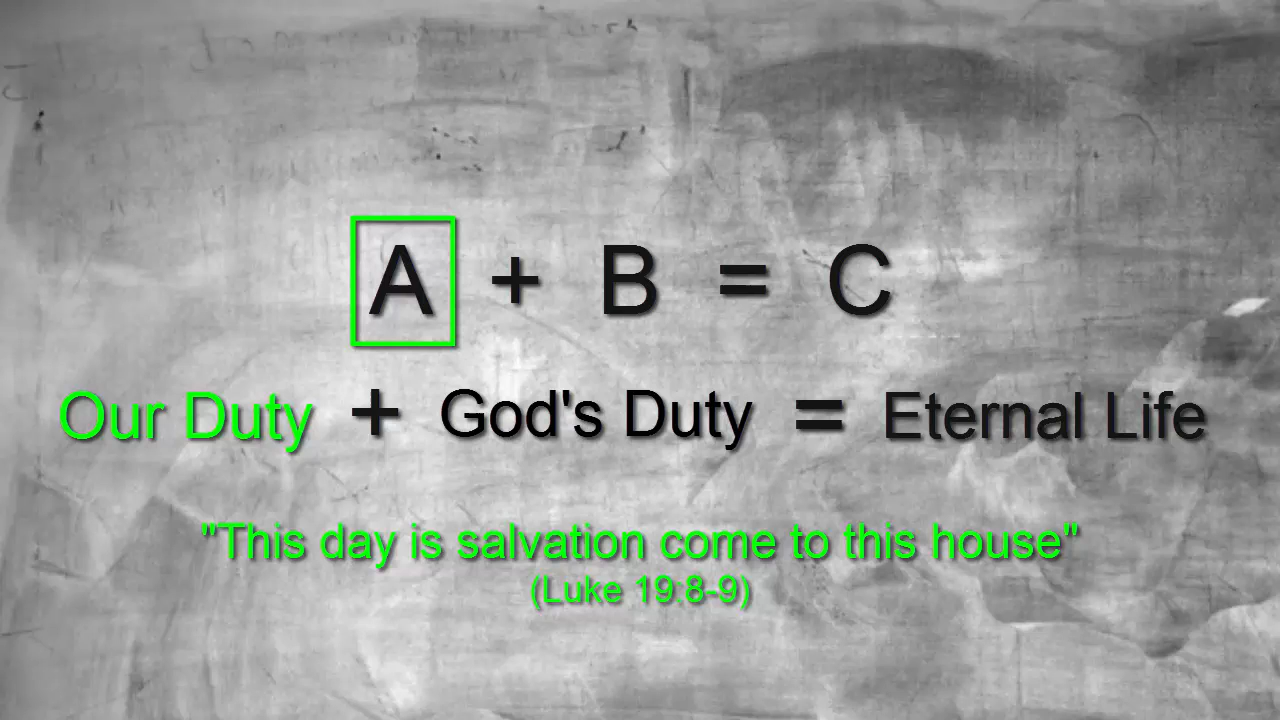 A + B = C
Our Duty + God's Duty = Eternal Life
"This day is salvation come to this house"
(Luke 19:8-9)